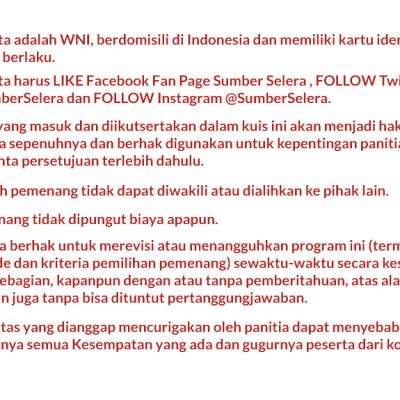 ta adalah WNI, berdomisili di Indonesia dan memiliki kartu iden
berlaku.
ta harus LIKE Facebook Fan Page Sumber Selera , FOLLOW Twi
berSelera dan FOLLOW Instagram @SumberSelera.
yang masuk dan diikutsertakan dalam kuis ini akan menjadi hak
a sepenuhnya dan berhak digunakan untuk kepentingan paniti
nta persetujuan terlebih dahulu.
h pemenang tidak dapat diwakili atau dialihkan ke pihak lain.
nang tidak dipungut biaya apapun.
a berhak untuk merevisi atau menangguhkan program ini (term
de dan kriteria pemilihan pemenang) sewaktu-waktu secara kes
ebagian, kapanpun dengan atau tanpa pemberitahuan, atas ala
n juga tanpa bisa dituntut pertanggungjawaban.
tas yang dianggap mencurigakan oleh panitia dapat menyebab
nya semua Kesempatan yang ada dan gugurnya peserta dari ko